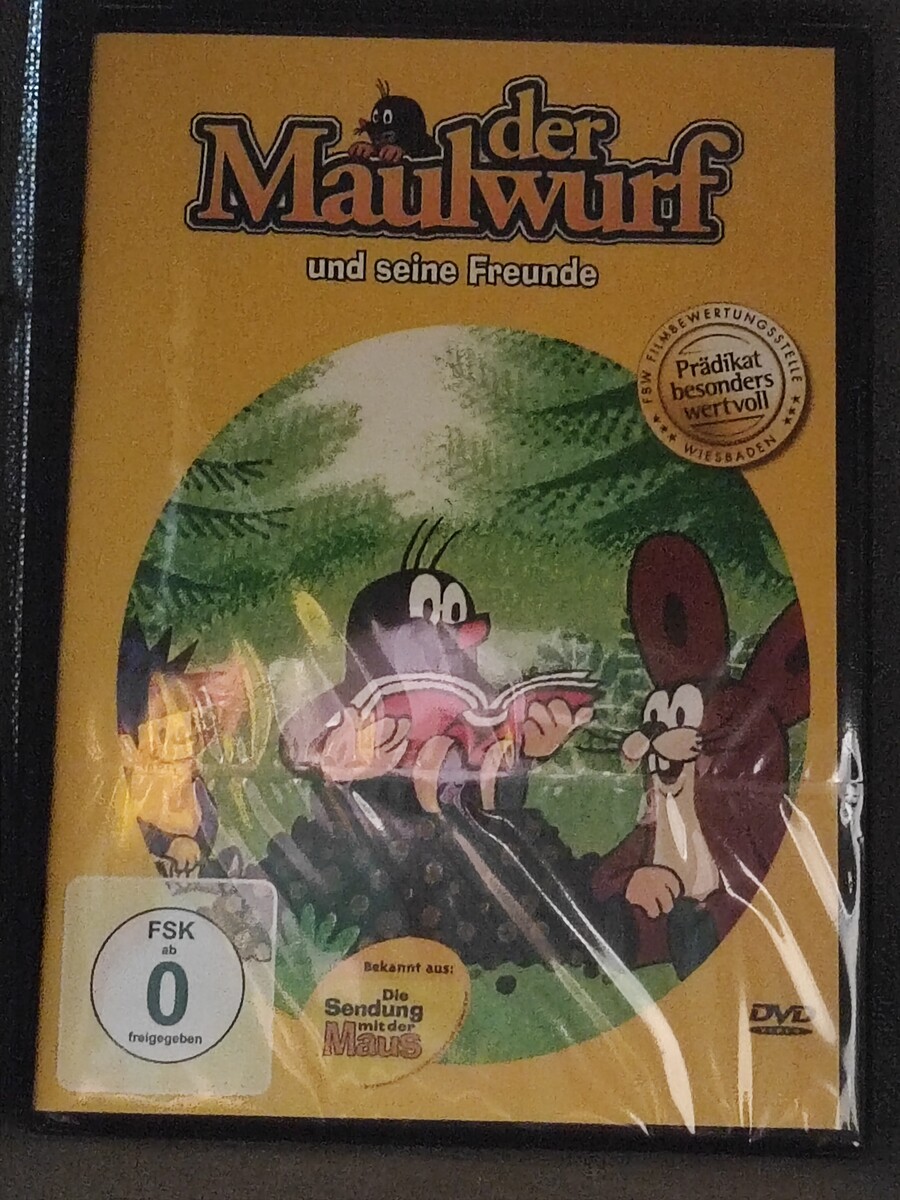 der
Maulwurf
und seine Freunde
FBW FILMBEWERTUNGSSTELLE
Prädikat
besonders
wertvoll
*** WIESBADEN ***
FSK
ab
0
freigegeben
Bekannt aus:
Die
Sendung
mit der
Maus
DVD
VIDEO